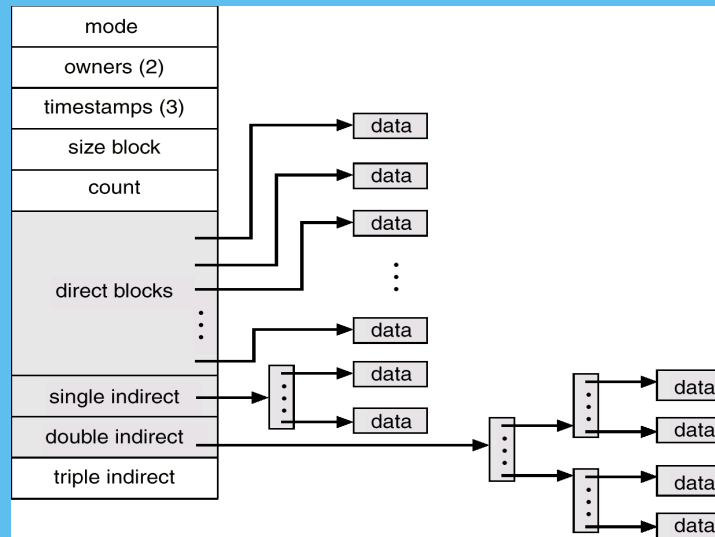 mode
owners (2)
timestamps (3)
size block
count
direct blocks
single indirect
double indirect
triple indirect
data
data
data
data
data
data
data
data
data
data